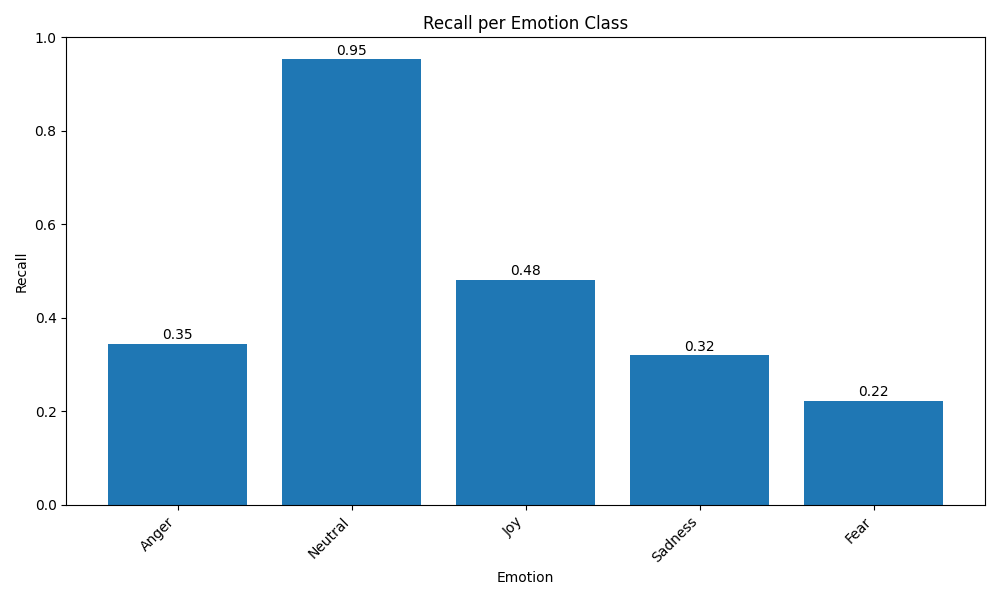 Recall per Emotion Class
1.0
0.8
0.6
0.4
0.2
0.0
Recall
0.35
0.95
0.48
0.32
0.22
Anger
Neutral
Joy
Sadness
Fear
Emotion